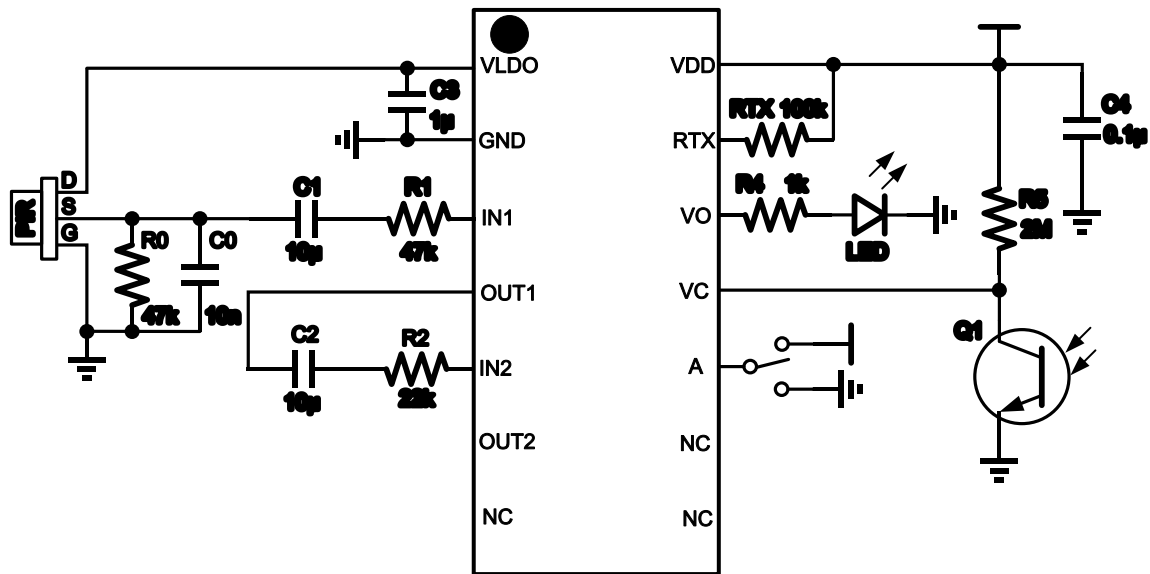 VLDO
VDD
C3
1μ
C4
0.1μ
RTX 100k
GND
RTX
D
S
G
PIR
C1
R1
R4 1k
R5
2M
IN1
VO
R0
C0
10μ
47k
LED
47k
10n
OUT1
VC
C2
R2
Q1
IN2
A
10μ
22k
OUT2
NC
NC
NC